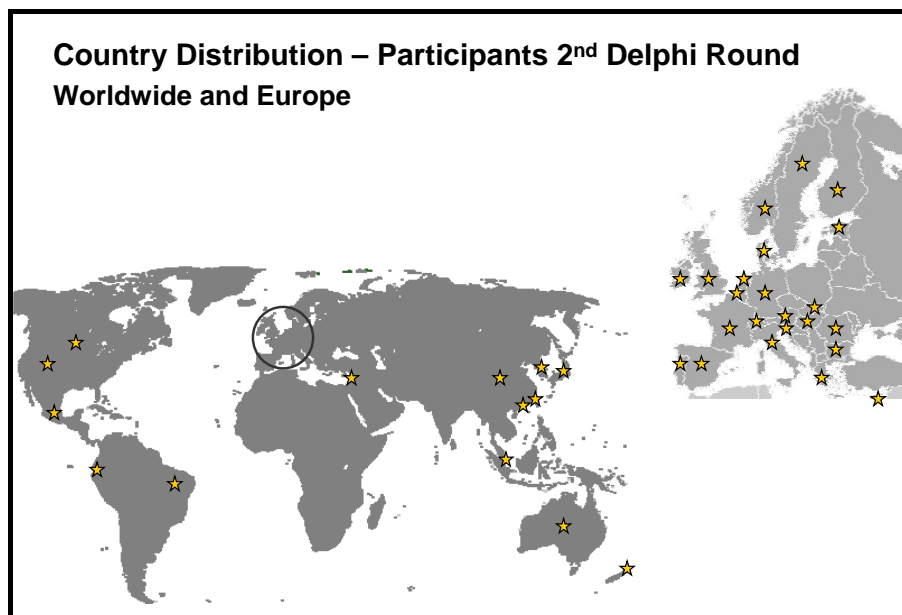 Country Distribution – Participants 2nd Delphi Round
Worldwide and Europe